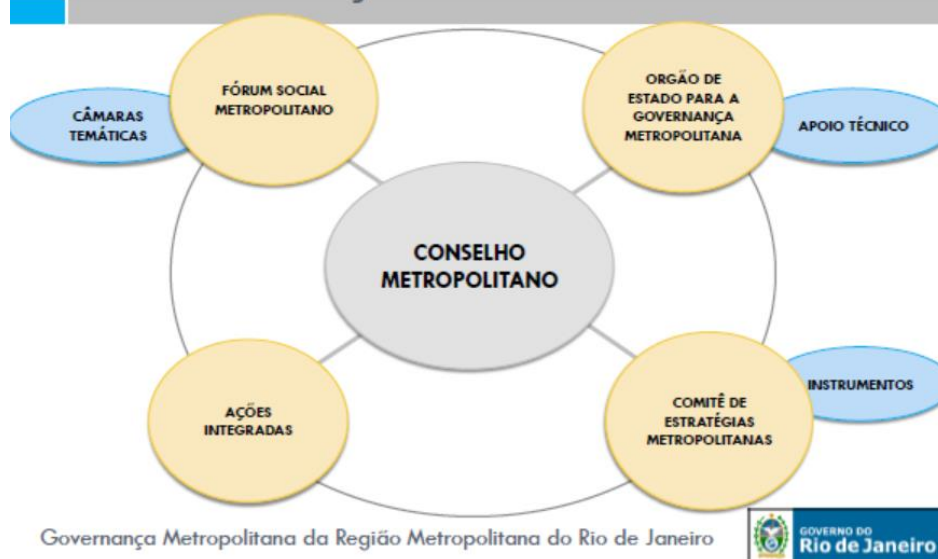 FÓRUM SOCIAL
METROPOLITANO
CÂMARAS
TEMÁTICAS
ORGÃO DE
ESTADO PARA A
GOVERNANÇA
METROPOLITANA
APOIO TÉCNICO
CONSELHO
METROPOLITANO
AÇÕES
INTEGRADAS
COMITÊ DE
ESTRATÉGIAS
METROPOLITANAS
INSTRUMENTOS
Governança Metropolitana da Região Metropolitana do Rio de Janeiro
GOVERNO DO
Rio de Janeiro